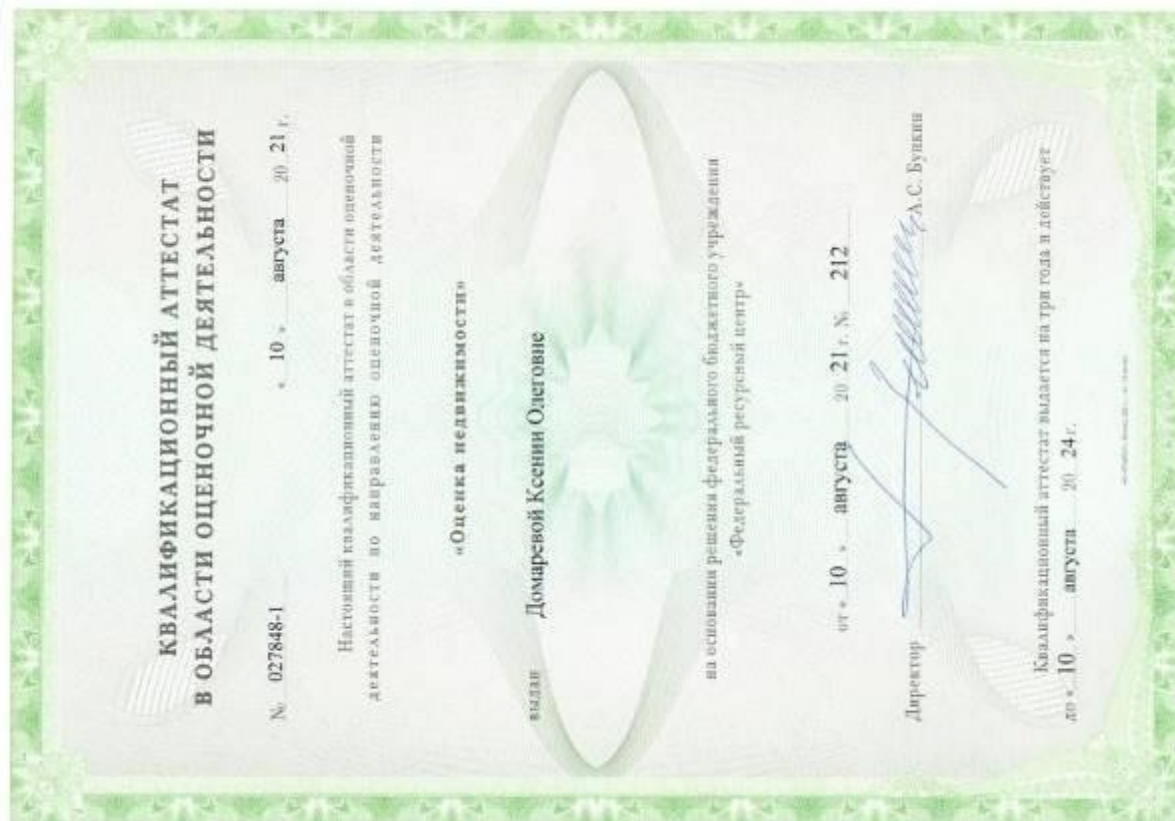 КВАЛИФИКАЦИОННЫЙ АТТЕСТАТ
В ОБЛАСТИ ОЦЕНОЧНОЙ ДЕЯТЕЛЬНОСТИ
№ 027848-1 « 10 » августа 20 21 г.
Настоящий квалификационный аттестат в области оценочной
деятельности по направлению оценочной деятельности
«Оценка недвижимости»
выдан Домаревой Ксении Олеговне
на основании решения федерального бюджетного учреждения
«Федеральный ресурсный центр»
от « 10 » августа 20 21 г. № 212
Директор А.С. Бункин
Квалификационный аттестат выдается на три года и действует
до « 10 » августа 20 24 г.